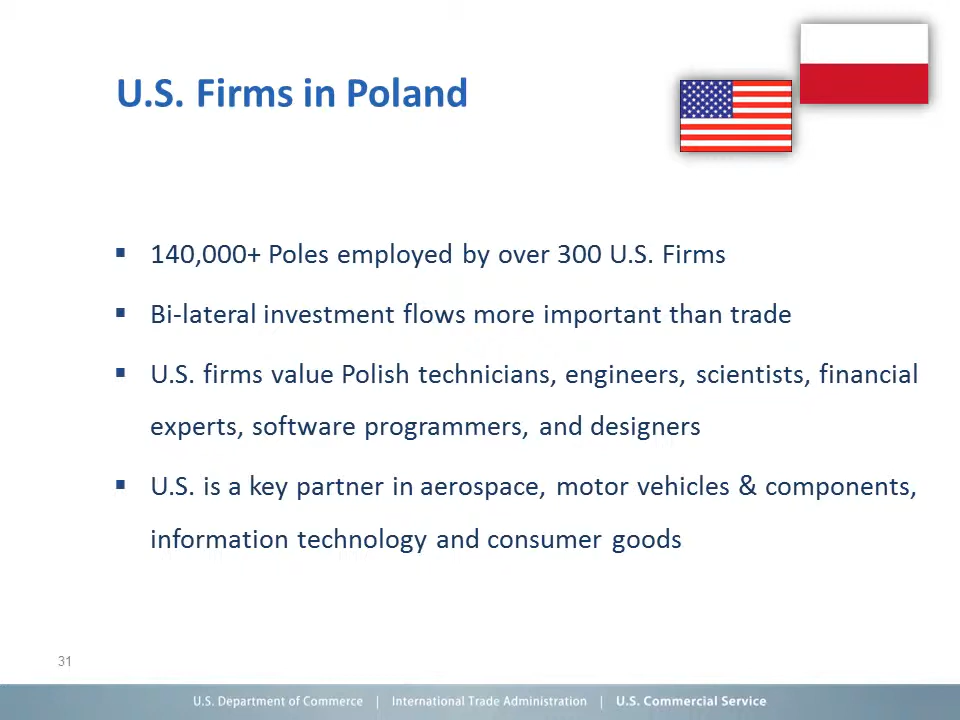 U.S. Firms in Poland
▪ 140,000+ Poles employed by over 300 U.S. Firms
▪ Bi-lateral investment flows more important than trade
▪ U.S. firms value Polish technicians, engineers, scientists, financial
experts, software programmers, and designers
▪ U.S. is a key partner in aerospace, motor vehicles & components,
information technology and consumer goods
31
U.S. Department of Commerce | International Trade Administration | U.S. Commercial Service